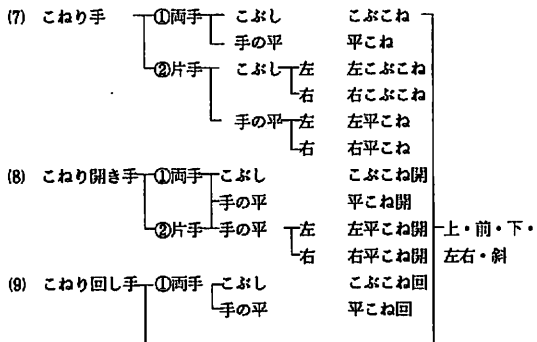 (7) こねり手 ①両手 こぶし こぶこね
手の平 平こね
②片手 こぶし 左 左こぶこね
右 右こぶこね
手の平 左 左平こね
右 右平こね
(8) こねり開き手 ①両手 こぶし こぶこね開
手の平 平こね開
②片手 手の平 左 左平こね開 上・前・下・
右 右平こね開 左右・斜
(9) こねり回し手 ①両手 こぶし こぶこね回
手の平 平こね回